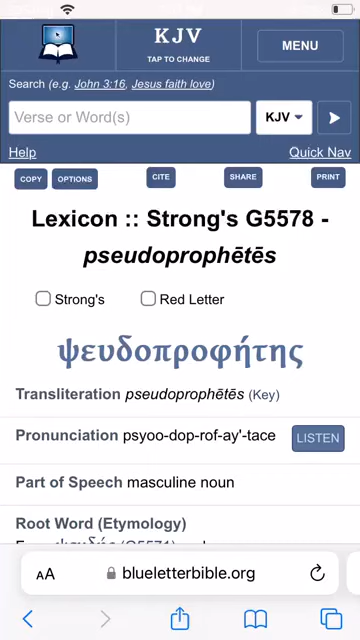 KJV
TAP TO CHANGE
MENU
Search (e.g. John 3:16, Jesus faith love)
Verse or Word(s)
KJV
Help
Quick Nav
COPY OPTIONS CITE SHARE PRINT
Lexicon :: Strong's G5578 -
pseudoprophētēs
Strong's Red Letter
ψευδοπροφήτης
Transliteration pseudoprophētēs (Key)
Pronunciation psyoo-dop-rof-ay'-tace
LISTEN
Part of Speech masculine noun
Root Word (Etymology)
AA
blueletterbible.org